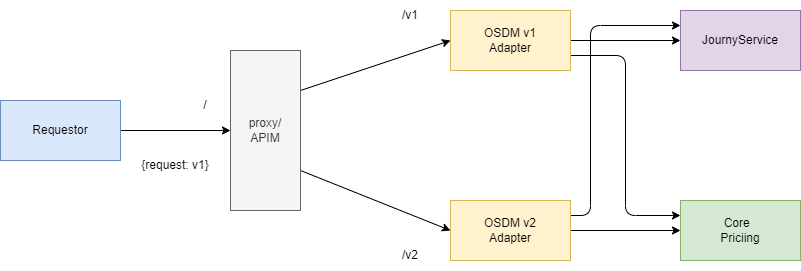 /v1
OSDM v1
Adapter
JournyService
/
Requestor
proxy/
APIM
{request: v1}
OSDM v2
Adapter
Core
Priciing
/v2